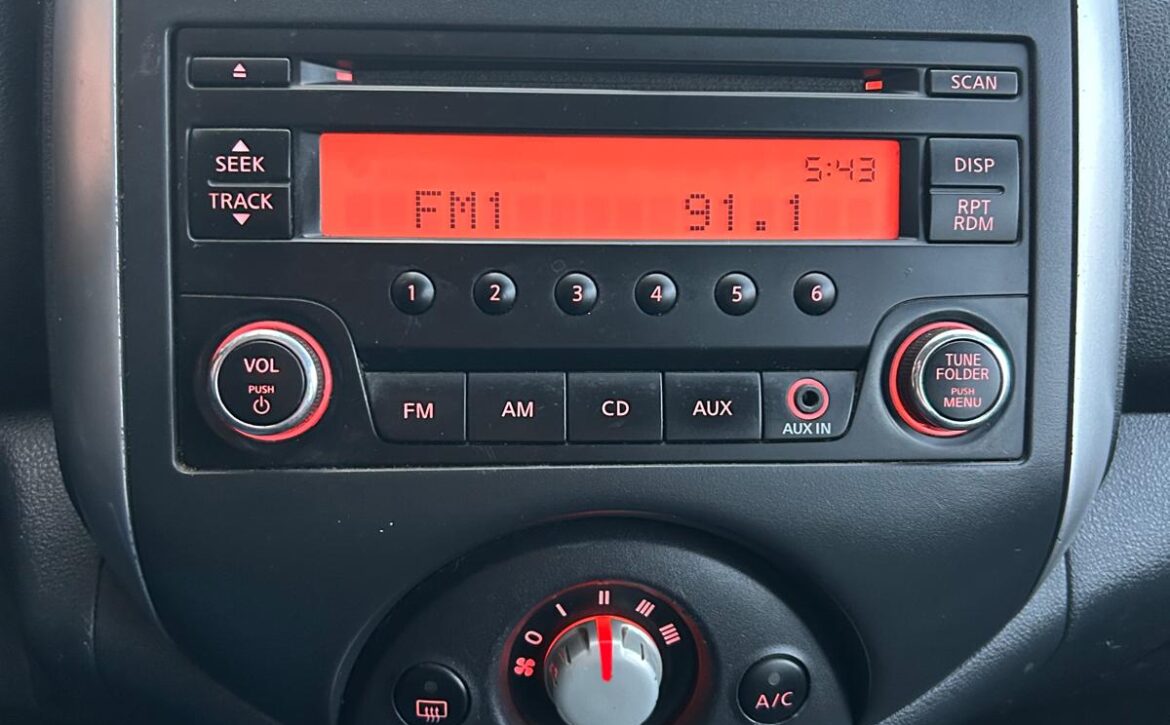 SCAN
SEEK
TRACK
5:43
FM1 91.1
DISP
RPT
RDM
1 2 3 4 5 6
VOL
PUSH
TUNE
FOLDER
PUSH
MENU
FM AM CD AUX
AUX IN
0 I II III IIII
A/C